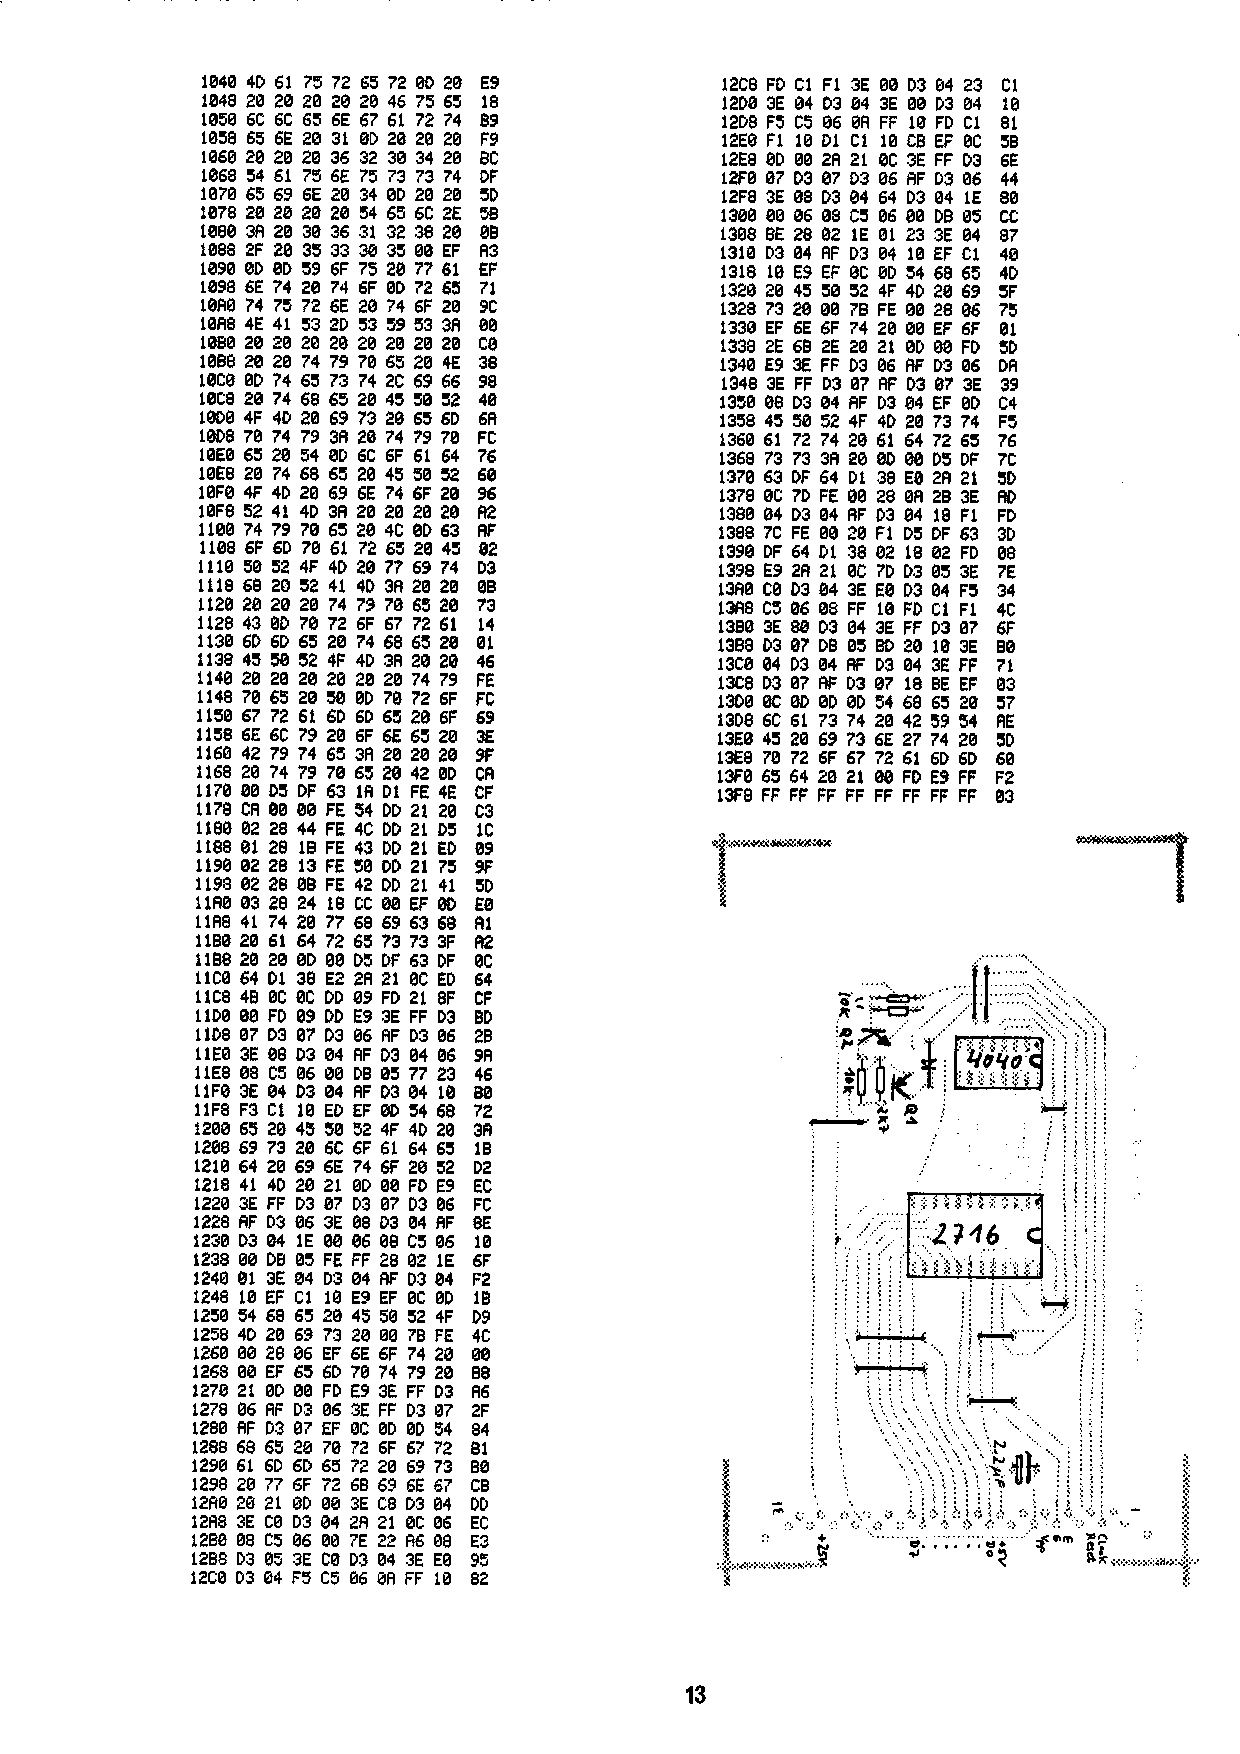 1040 4D 61 75 72 65 72 0D 20 E9
1048 20 20 20 20 20 46 75 65 18
1050 6C 6C 65 6E 67 61 72 74 B9
1058 65 6E 20 31 0D 20 20 20 F9
1060 20 20 20 36 32 30 34 20 BC
1068 54 61 75 6E 75 73 73 74 DF
1070 65 69 6E 20 34 0D 20 20 5D
1078 20 20 20 20 54 65 6C 2E 5B
1080 3A 20 30 36 31 32 38 20 0B
1088 2F 20 35 33 30 35 00 EF A3
1090 0D 0D 59 6F 75 20 77 61 EF
1098 6E 74 20 74 6F 0D 72 65 71
10A0 74 75 72 6E 20 74 6F 20 9C
10A8 4E 41 53 2D 53 59 53 3A 00
10B0 20 20 20 20 20 20 20 20 C0
10B8 20 20 74 79 70 65 20 4E 38
10C0 0D 74 65 73 74 2C 69 66 98
10C8 20 74 68 65 20 45 50 52 40
10D0 4F 4D 20 69 73 20 65 6D 6A
10D8 70 74 79 3A 20 74 79 70 FC
10E0 65 20 54 0D 6C 6F 61 64 76
10E8 20 74 68 65 20 45 50 52 60
10F0 4F 4D 20 69 6E 74 6F 20 96
10F8 52 41 4D 3A 20 20 20 20 A2
1100 74 79 70 65 20 4C 0D 63 AF
1108 6F 6D 70 61 72 65 20 45 02
1110 50 52 4F 4D 20 77 69 74 D3
1118 68 20 52 41 4D 3A 20 20 0B
1120 20 20 20 74 79 70 65 20 73
1128 43 0D 70 72 6F 67 72 61 14
1130 6D 6D 65 20 74 68 65 20 01
1138 45 50 52 4F 4D 3A 20 20 46
1140 20 20 20 20 20 20 74 79 FE
1148 70 65 20 50 0D 70 72 6F FC
1150 67 72 61 6D 6D 65 20 6F 69
1158 6E 6C 79 20 6F 6E 65 20 3E
1160 42 79 74 65 3A 20 20 20 9F
1168 20 74 79 70 65 20 42 0D CA
1170 00 D5 DF 63 1A D1 FE 4E CF
1178 CA 00 00 FE 54 DD 21 20 C3
1180 02 28 44 FE 4C DD 21 D5 1C
1188 01 28 1B FE 43 DD 21 ED 09
1190 02 28 13 FE 50 DD 21 75 9F
1198 02 28 0B FE 42 DD 21 41 5D
11A0 03 28 24 18 CC 00 EF 0D E0
11A8 41 74 20 77 68 69 63 68 A1
11B0 20 61 64 72 65 73 73 3F A2
11B8 20 20 0D 00 D5 DF 63 DF 0C
11C0 64 D1 38 E2 2A 21 0C ED 64
11C8 4B 0C 0C DD 09 FD 21 8F CF
11D0 00 FD 09 DD E9 3E FF D3 BD
11D8 07 D3 07 D3 06 AF D3 06 2B
11E0 3E 08 D3 04 AF D3 04 06 9A
11E8 08 C5 06 00 DB 05 77 23 46
11F0 3E 04 D3 04 AF D3 04 10 B0
11F8 F3 C1 10 ED EF 0D 54 68 72
1200 65 20 45 50 52 4F 4D 20 3A
1208 69 73 20 6C 6F 61 64 65 1B
1210 64 20 69 6E 74 6F 20 52 D2
1218 41 4D 20 21 0D 00 FD E9 EC
1220 3E FF D3 07 D3 07 D3 06 FC
1228 AF D3 06 3E 08 D3 04 AF 8E
1230 D3 04 1E 00 06 08 C5 06 10
1238 00 DB 05 FE FF 28 02 1E 6F
1240 01 3E 04 D3 04 AF D3 04 F2
1248 10 EF C1 10 E9 EF 0C 0D 1B
1250 54 68 65 20 45 50 52 4F D9
1258 4D 20 69 73 20 00 7B FE 4C
1260 00 28 06 EF 6E 6F 74 20 00
1268 00 EF 65 6D 70 74 79 20 B8
1270 21 0D 00 FD E9 3E FF D3 A6
1278 06 AF D3 06 3E FF D3 07 2F
1280 AF D3 07 EF 0C 0D 0D 54 84
1288 68 65 20 70 72 6F 67 72 81
1290 61 6D 6D 65 72 20 69 73 B0
1298 20 77 6F 72 6B 69 6E 67 CB
12A0 20 21 0D 00 3E C8 D3 04 DD
12A8 3E C0 D3 04 2A 21 0C 06 EC
12B0 08 C5 06 00 7E 22 A6 08 E3
12B8 D3 05 3E C0 D3 04 3E E0 95
12C0 D3 04 F5 C5 06 0A FF 10 82
12C8 FD C1 F1 3E 00 D3 04 23 C1
12D0 3E 04 D3 04 3E 00 D3 04 10
12D8 F5 C5 06 0A FF 10 FD C1 81
12E0 F1 10 D1 C1 10 CB EF 0C 5B
12E8 0D 00 2A 21 0C 3E FF D3 6E
12F0 07 D3 07 D3 06 AF D3 06 44
12F8 3E 08 D3 04 64 D3 04 1E 80
1300 00 06 08 C5 06 00 DB 05 CC
1308 BE 28 02 1E 01 23 3E 04 87
1310 D3 04 AF D3 04 10 EF C1 40
1318 10 E9 EF 0C 0D 54 68 65 4D
1320 20 45 50 52 4F 4D 20 69 5F
1328 73 20 00 7B FE 00 28 06 75
1330 EF 6E 6F 74 20 00 EF 6F 01
1338 2E 6B 2E 20 21 0D 00 FD 5D
1340 E9 3E FF D3 06 AF D3 06 DA
1348 3E FF D3 07 AF D3 07 3E 39
1350 08 D3 04 AF D3 04 EF 0D C4
1358 45 50 52 4F 4D 20 73 74 F5
1360 61 72 74 20 61 64 72 65 76
1368 73 73 3A 20 0D 00 D5 DF 7C
1370 63 DF 64 D1 38 E0 2A 21 5D
1378 0C 7D FE 00 28 0A 2B 3E AD
1380 04 D3 04 AF D3 04 18 F1 FD
1388 7C FE 00 20 F1 D5 DF 63 3D
1390 DF 64 D1 38 02 18 02 FD 08
1398 E9 2A 21 0C 7D D3 05 3E 7E
13A0 C0 D3 04 3E E0 D3 04 F5 34
13A8 C5 06 08 FF 10 FD C1 F1 4C
13B0 3E 80 D3 04 3E FF D3 07 6F
13B8 D3 07 DB 05 BD 20 10 3E B0
13C0 04 D3 04 AF D3 04 3E FF 71
13C8 D3 07 AF D3 07 18 BE EF 03
13D0 0C 0D 0D 0D 54 68 65 20 57
13D8 6C 61 73 74 20 42 59 54 AE
13E0 45 20 69 73 6E 27 74 20 5D
13E8 70 72 6F 67 72 61 6D 6D 60
13F0 65 64 20 21 00 FD E9 FF F2
13F8 FF FF FF FF FF FF FF FF 03
10k
Q2
10k
2k7
Q1
4040
2716
2.2µF
+25V
D7 . . . . . . D0
+5V
Reset
Clock
13